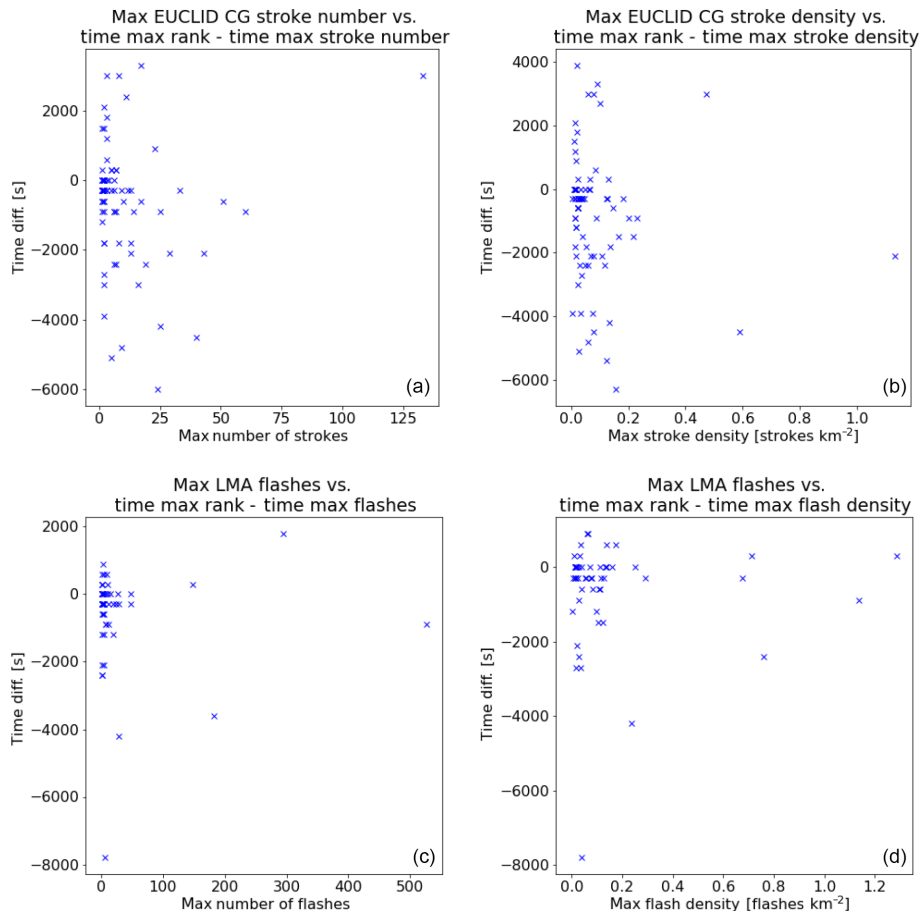 Max EUCLID CG stroke number vs.
time max rank - time max stroke number
Time diff. [s]
2000
0
−2000
−4000
−6000
0
25
50
75
100
125
Max number of strokes
(a)
Max EUCLID CG stroke density vs.
time max rank - time max stroke density
Time diff. [s]
4000
2000
0
−2000
−4000
−6000
0.0
0.2
0.4
0.6
0.8
1.0
Max stroke density [strokes km⁻²]
(b)
Max LMA flashes vs.
time max rank - time max flashes
Time diff. [s]
2000
0
−2000
−4000
−6000
−8000
0
100
200
300
400
500
Max number of flashes
(c)
Max LMA flashes vs.
time max rank - time max flash density
Time diff. [s]
0
−2000
−4000
−6000
−8000
0.0
0.2
0.4
0.6
0.8
1.0
1.2
Max flash density [flashes km⁻²]
(d)